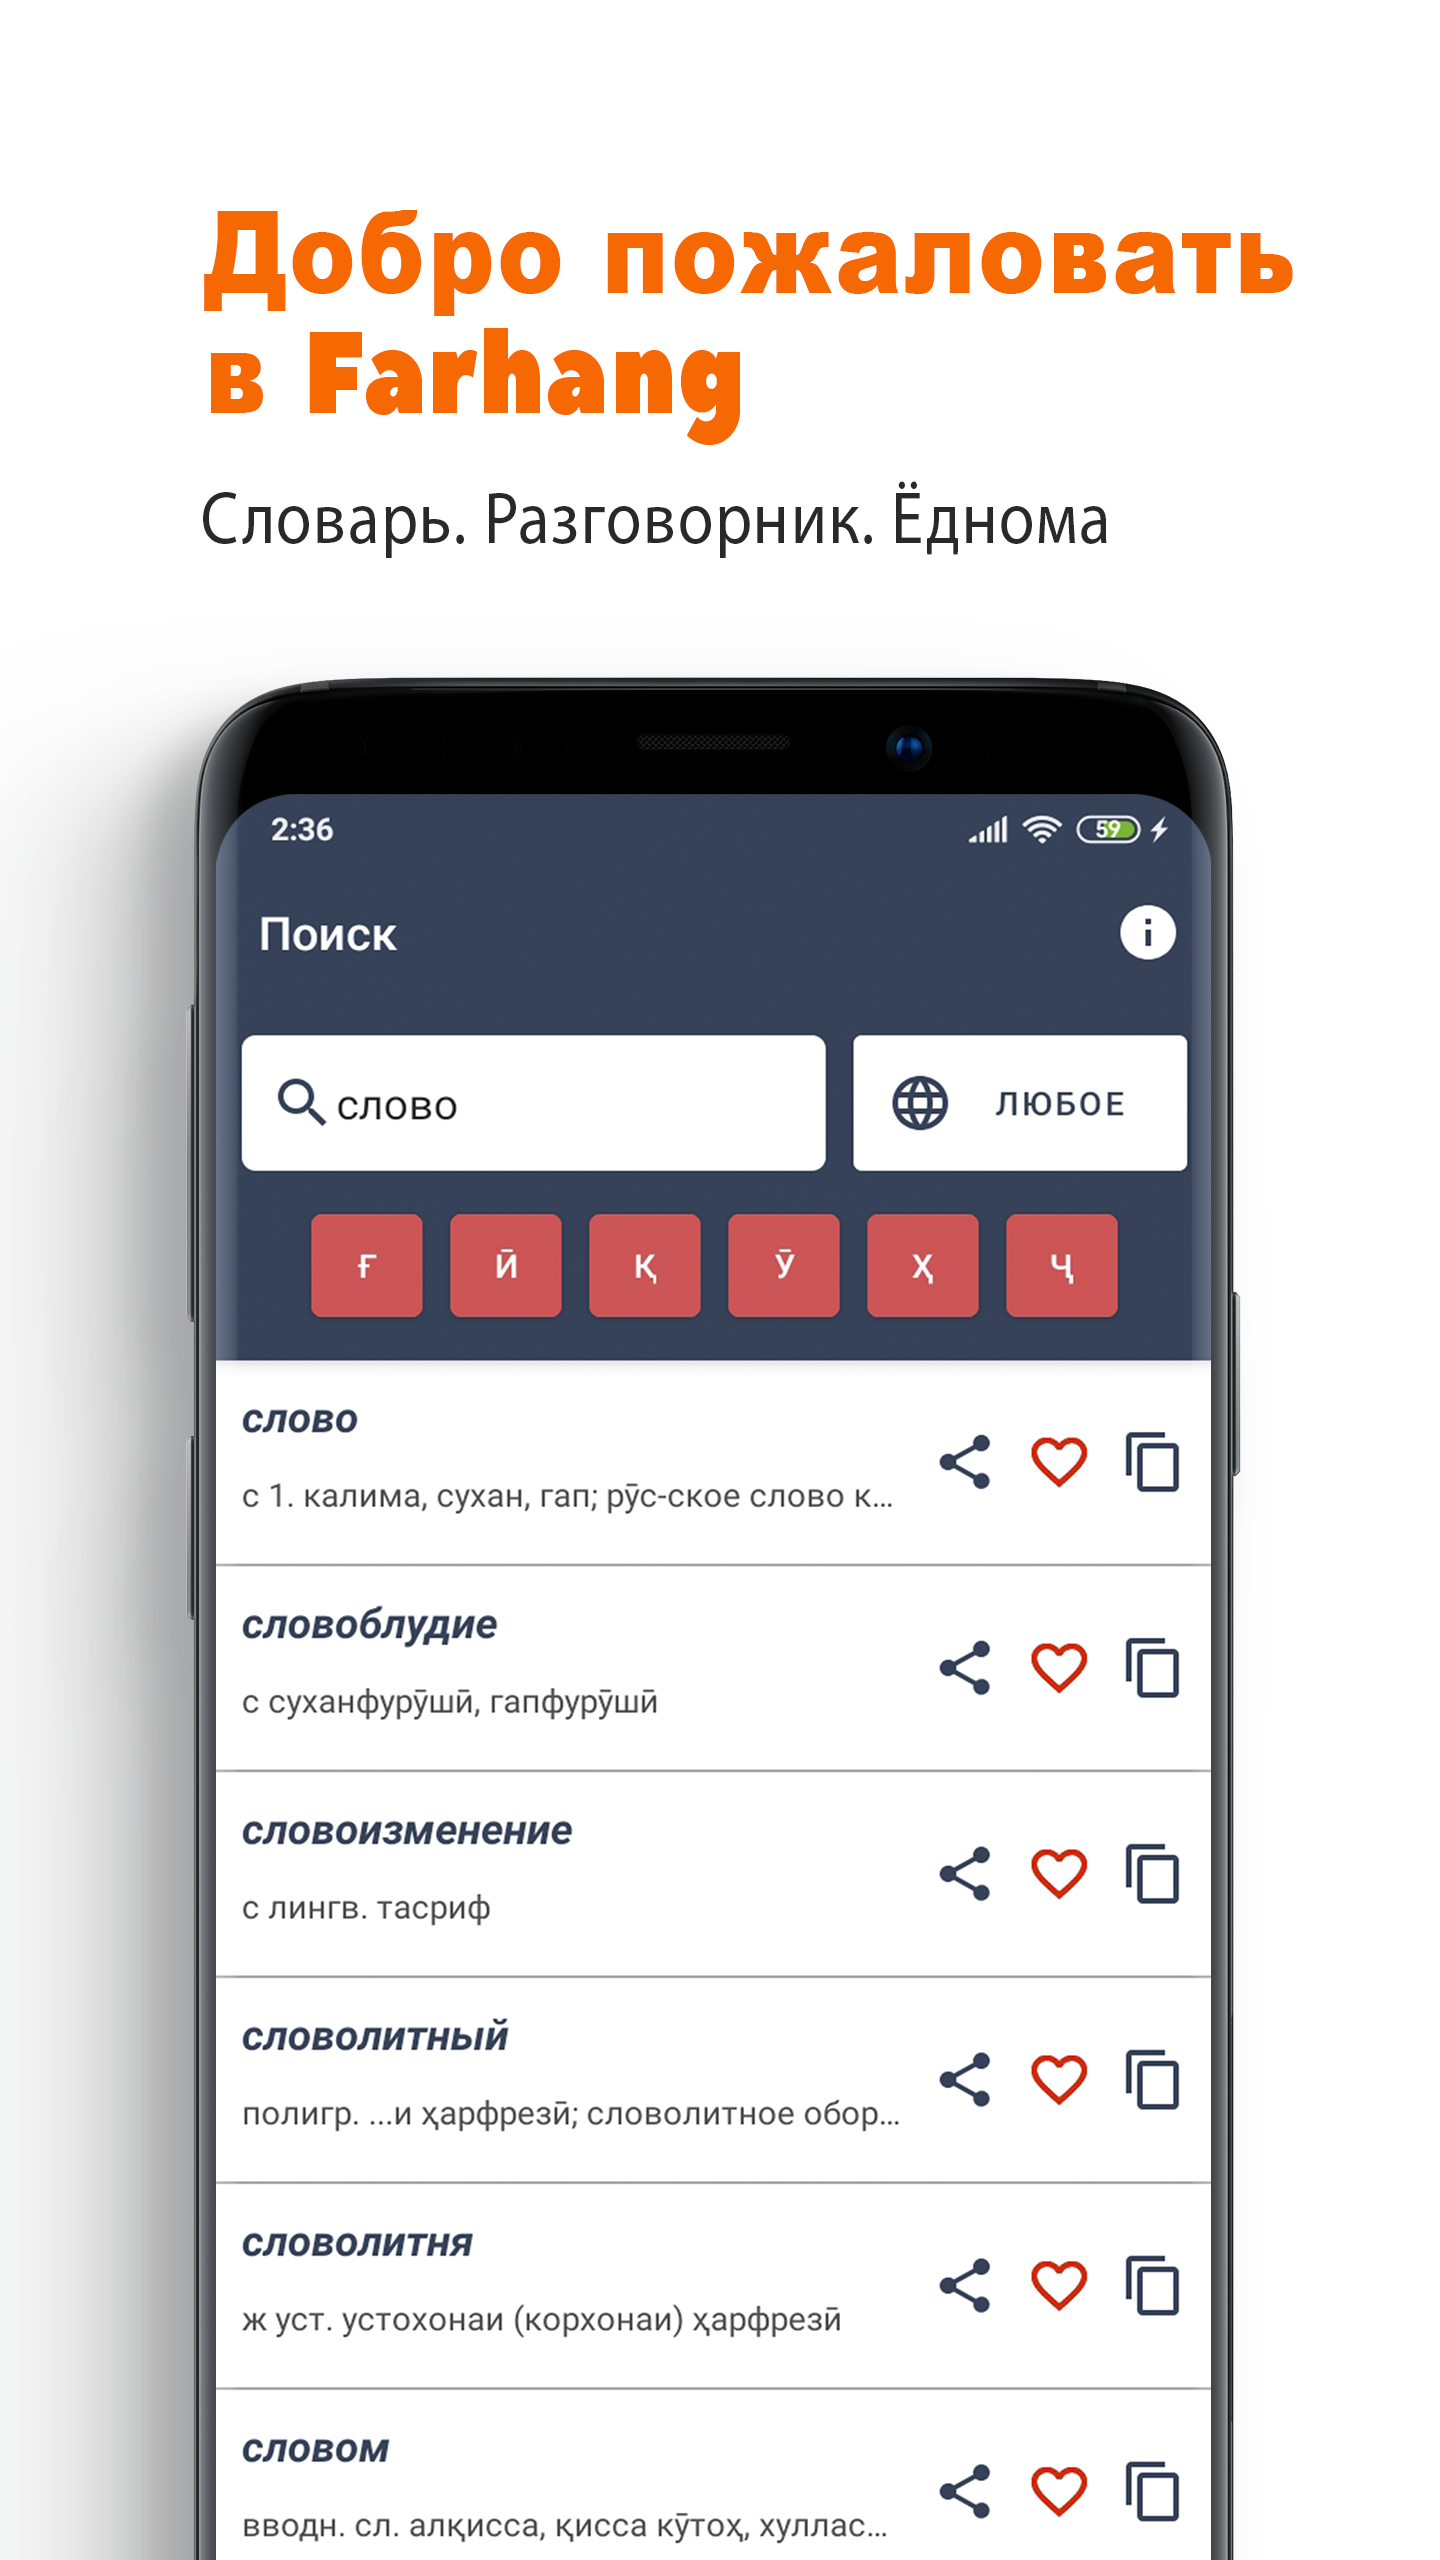 Добро пожаловать
в Farhang
Словарь. Разговорник. Ёднома
2:36
59
Поиск
слово
ЛЮБОЕ
Ғ Ӣ Қ Ӯ Ҳ Ҷ
слово
с 1. калима, сухан, гап; рӯс-ское слово к...
словоблудие
с суханфурӯшӣ, гапфурӯшӣ
словоизменение
с лингв. тасриф
словолитный
полигр. ...и ҳарфрезӣ; словолитное обор...
словолитня
ж уст. устохонаи (корхонаи) ҳарфрезӣ
словом
вводн. сл. алқисса, қисса кӯтоҳ, хуллас...